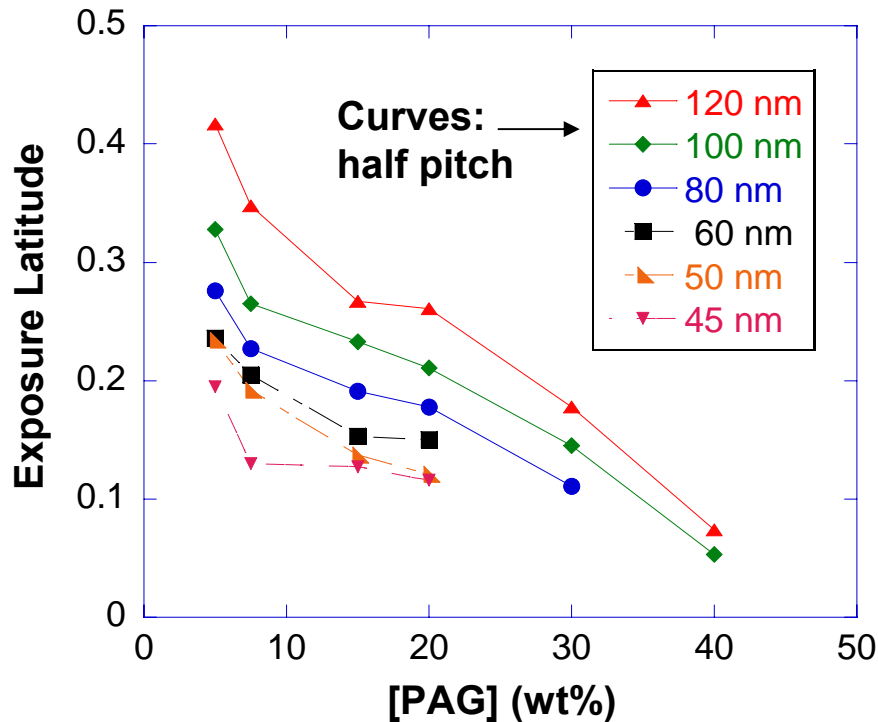 Exposure Latitude
0.5
0.4
0.3
0.2
0.1
0
0
10
20
30
40
50
[PAG] (wt%)
Curves:
half pitch
120 nm
100 nm
80 nm
60 nm
50 nm
45 nm